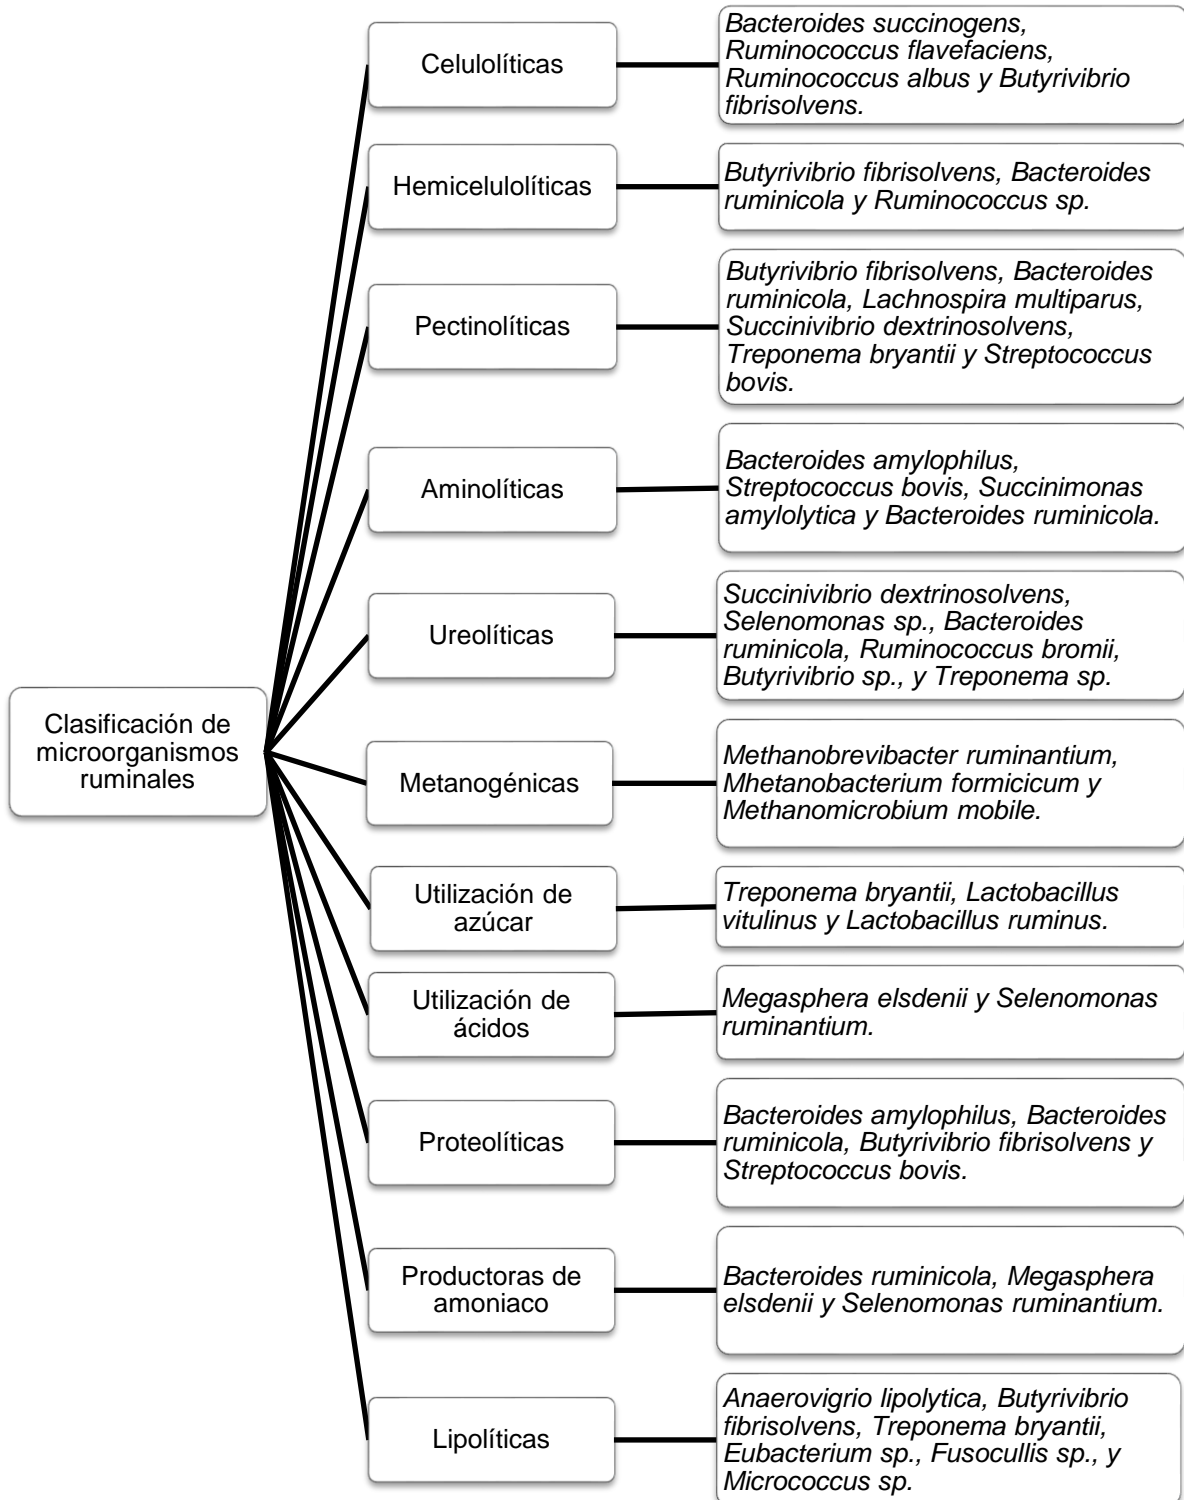 Clasificación de
microorganismos
ruminales
Celulolíticas
Bacteroides succinogens,
Ruminococcus flavefaciens,
Ruminococcus albus y Butyrivibrio
fibrisolvens.
Hemicelulolíticas
Butyrivibrio fibrisolvens, Bacteroides
ruminicola y Ruminococcus sp.
Pectinolíticas
Butyrivibrio fibrisolvens, Bacteroides
ruminicola, Lachnospira multiparus,
Succinivibrio dextrinosolvens,
Treponema bryantii y Streptococcus
bovis.
Aminolíticas
Bacteroides amylophilus,
Streptococcus bovis, Succinimonas
amylolytica y Bacteroides ruminicola.
Ureolíticas
Succinivibrio dextrinosolvens,
Selenomonas sp., Bacteroides
ruminicola, Ruminococcus bromii,
Butyrivibrio sp., y Treponema sp.
Metanogénicas
Methanobrevibacter ruminantium,
Mhetanobacterium formicicum y
Methanomicrobium mobile.
Utilización de
azúcar
Treponema bryantii, Lactobacillus
vitulinus y Lactobacillus ruminus.
Utilización de
ácidos
Megasphera elsdenii y Selenomonas
ruminantium.
Proteolíticas
Bacteroides amylophilus, Bacteroides
ruminicola, Butyrivibrio fibrisolvens y
Streptococcus bovis.
Productoras de
amoniaco
Bacteroides ruminicola, Megasphera
elsdenii y Selenomonas ruminantium.
Lipolíticas
Anaerovigrio lipolytica, Butyrivibrio
fibrisolvens, Treponema bryantii,
Eubacterium sp., Fusocullis sp., y
Micrococcus sp.